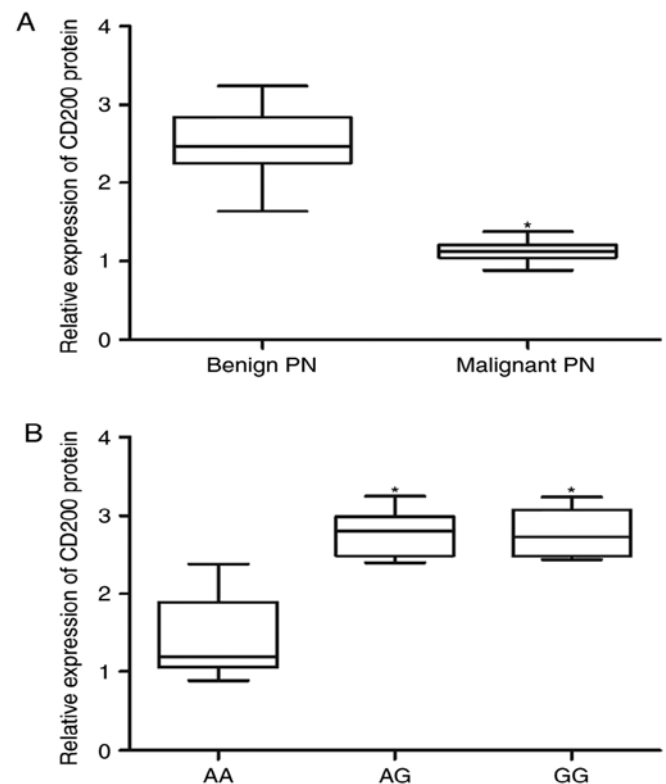 A
Relative expression of CD200 protein
4
3
2
1
0
*
Benign PN
Malignant PN
B
Relative expression of CD200 protein
4
3
2
1
0
*
*
AA
AG
GG